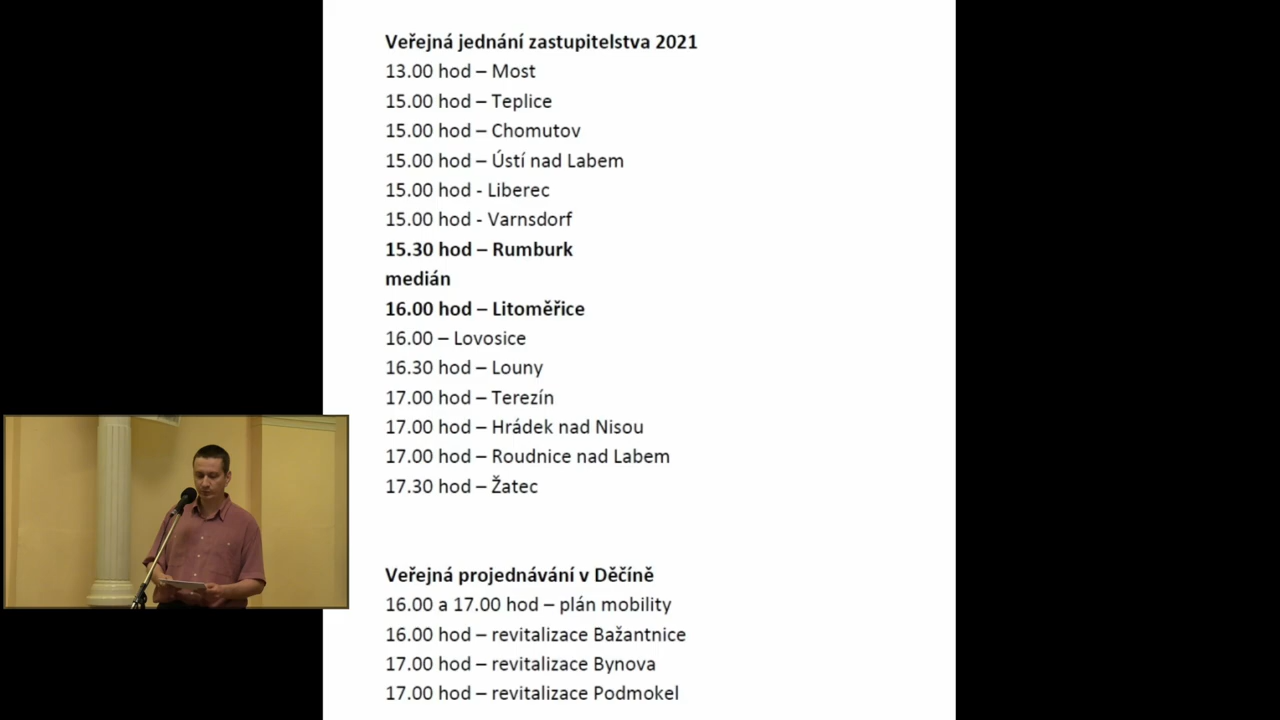 Veřejná jednání zastupitelstva 2021
13.00 hod – Most
15.00 hod – Teplice
15.00 hod – Chomutov
15.00 hod – Ústí nad Labem
15.00 hod - Liberec
15.00 hod - Varnsdorf
15.30 hod – Rumburk
medián
16.00 hod – Litoměřice
16.00 – Lovosice
16.30 hod – Louny
17.00 hod – Terezín
17.00 hod – Hrádek nad Nisou
17.00 hod – Roudnice nad Labem
17.30 hod – Žatec
Veřejná projednávání v Děčíně
16.00 a 17.00 hod – plán mobility
16.00 hod – revitalizace Bažantnice
17.00 hod – revitalizace Bynova
17.00 hod – revitalizace Podmokel